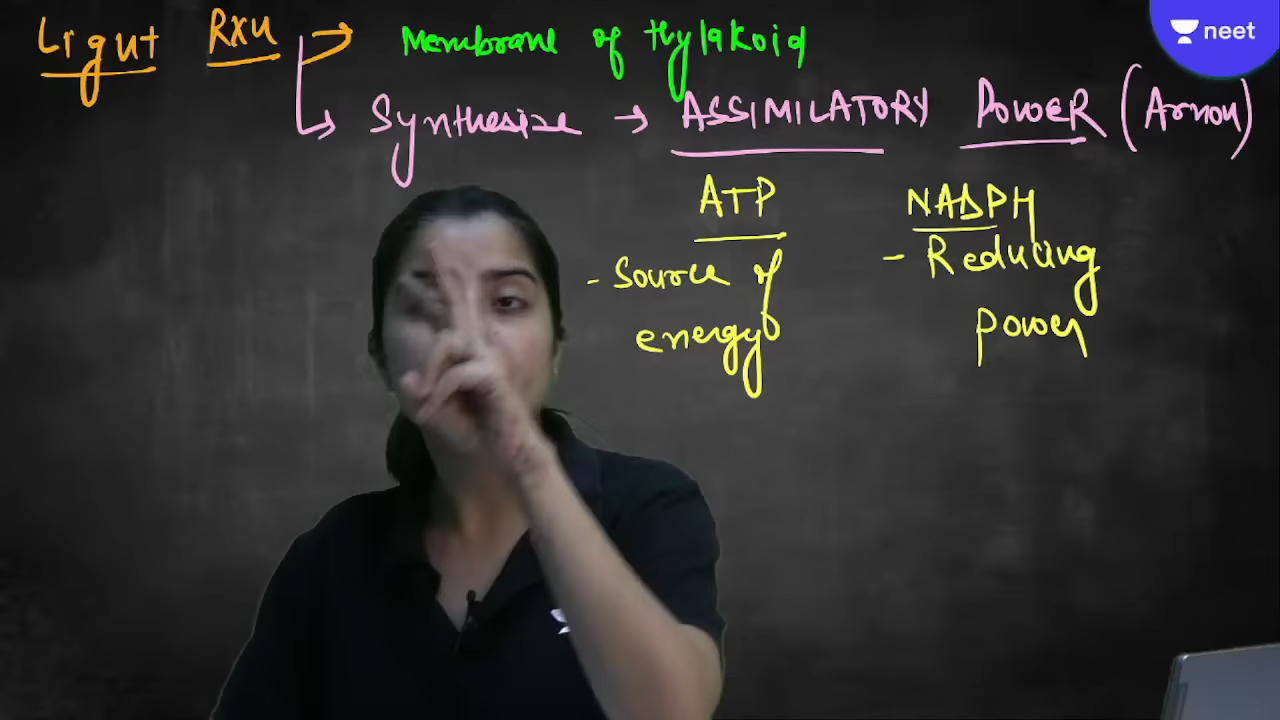 Light Rxn → Membrane of thylakoid
neet
↳ Synthesize → ASSIMILATORY POWER (Arnon)
ATP
NADPH
- Source of
energy
- Reducing
power